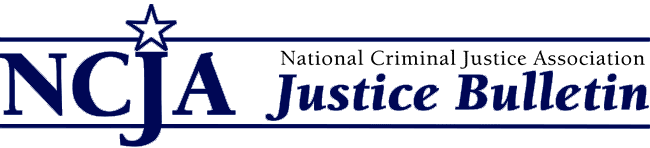 NCJA
National Criminal Justice Association
Justice Bulletin